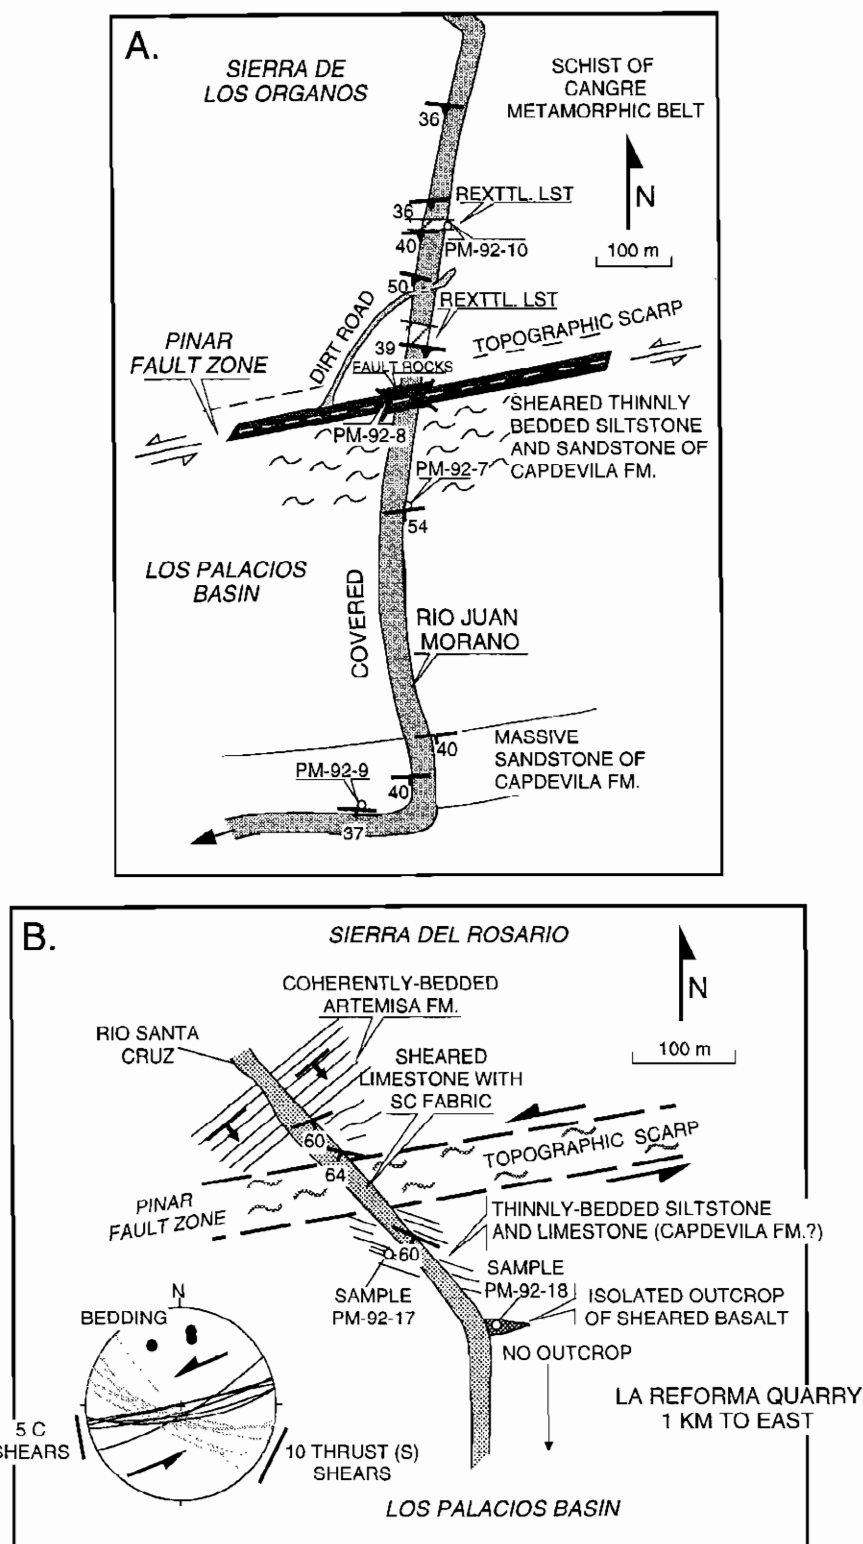 A.
SIERRA DE
LOS ORGANOS
SCHIST OF
CANGRE
METAMORPHIC BELT
36
N
100 m
36
REXTTL. LST
40
PM-92-10
50
REXTTL. LST
DIRT ROAD
TOPOGRAPHIC SCARP
PINAR
FAULT ZONE
39
FAULT ROCKS
PM-92-8
SHEARED THINNLY
BEDDED SILTSTONE
AND SANDSTONE OF
CAPDEVILA FM.
PM-92-7
54
LOS PALACIOS
BASIN
COVERED
RIO JUAN
MORANO
40
MASSIVE
SANDSTONE OF
CAPDEVILA FM.
PM-92-9
40
37
B.
SIERRA DEL ROSARIO
N
100 m
COHERENTLY-BEDDED
ARTEMISA FM.
RIO SANTA
CRUZ
SHEARED
LIMESTONE WITH
SC FABRIC
60
64
TOPOGRAPHIC SCARP
PINAR
FAULT ZONE
THINNLY-BEDDED SILTSTONE
AND LIMESTONE (CAPDEVILA FM.?)
60
SAMPLE
PM-92-17
SAMPLE
PM-92-18
ISOLATED OUTCROP
OF SHEARED BASALT
NO OUTCROP
LA REFORMA QUARRY
1 KM TO EAST
N
BEDDING
5 C
SHEARS
10 THRUST (S)
SHEARS
LOS PALACIOS BASIN